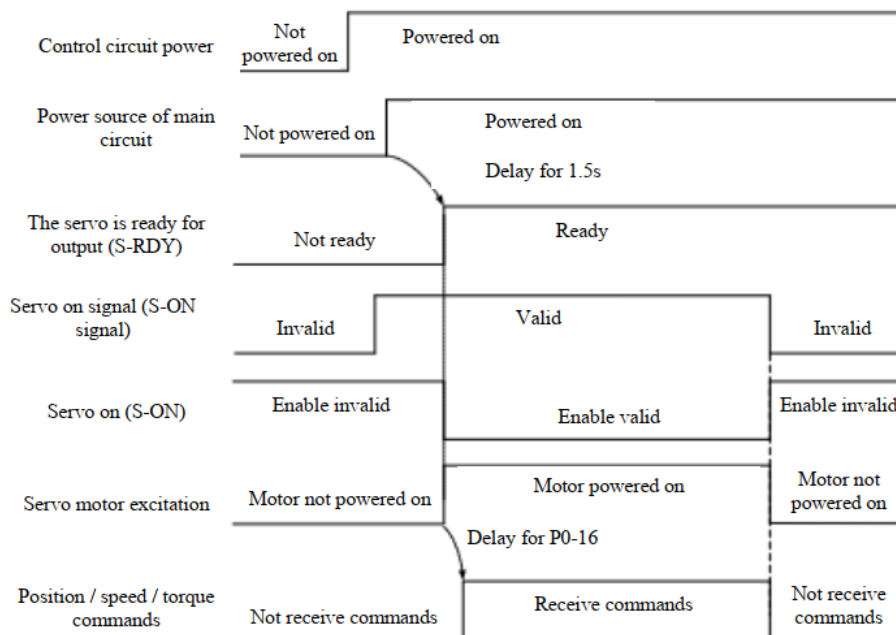 Control circuit power
Not
powered on
Powered on
Power source of main
circuit
Not powered on
Powered on
Delay for 1.5s
The servo is ready for
output (S-RDY)
Not ready
Ready
Servo on signal (S-ON
signal)
Invalid
Valid
Invalid
Servo on (S-ON)
Enable invalid
Enable valid
Enable invalid
Servo motor excitation
Motor not powered on
Motor powered on
Motor not
powered on
Delay for P0-16
Position / speed / torque
commands
Not receive commands
Receive commands
Not receive
commands